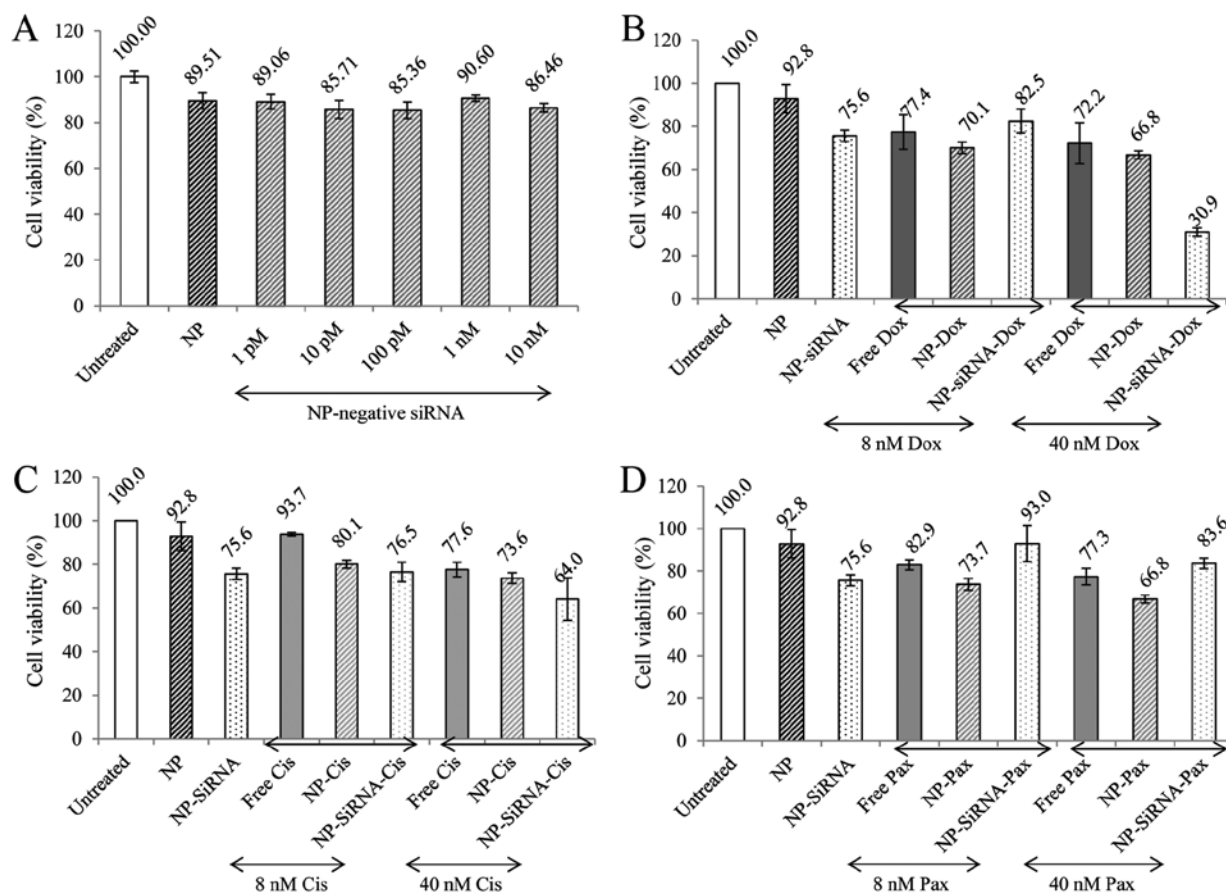 A
Cell viability (%)
120
100
80
60
40
20
0
100.00
89.51
89.06
85.71
85.36
90.60
86.46
Untreated
NP
1 pM
10 pM
100 pM
1 nM
10 nM
NP-negative siRNA
B
Cell viability (%)
120
100
80
60
40
20
0
100.0
92.8
75.6
77.4
70.1
82.5
72.2
66.8
30.9
Untreated
NP
NP-siRNA
Free Dox
NP-Dox
NP-siRNA-Dox
Free Dox
NP-Dox
NP-siRNA-Dox
8 nM Dox
40 nM Dox
C
Cell viability (%)
120
100
80
60
40
20
0
100.0
92.8
75.6
93.7
80.1
76.5
77.6
73.6
64.0
Untreated
NP
NP-SiRNA
Free Cis
NP-Cis
NP-SiRNA-Cis
Free Cis
NP-Cis
NP-SiRNA-Cis
8 nM Cis
40 nM Cis
D
Cell viability (%)
120
100
80
60
40
20
0
100.0
92.8
75.6
82.9
73.7
93.0
77.3
66.8
83.6
Untreated
NP
NP-SiRNA
Free Pax
NP-Pax
NP-SiRNA-Pax
Free Pax
NP-Pax
NP-SiRNA-Pax
8 nM Pax
40 nM Pax